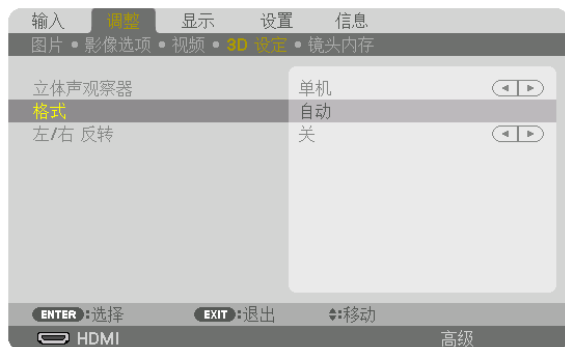 输入 调整 显示 设置 信息
图片 • 影像选项 • 视频 • 3D 设定 • 镜头内存
立体声观察器 单机
格式 自动
左/右 反转 关
ENTER :选择 EXIT :退出 :移动
HDMI 高级